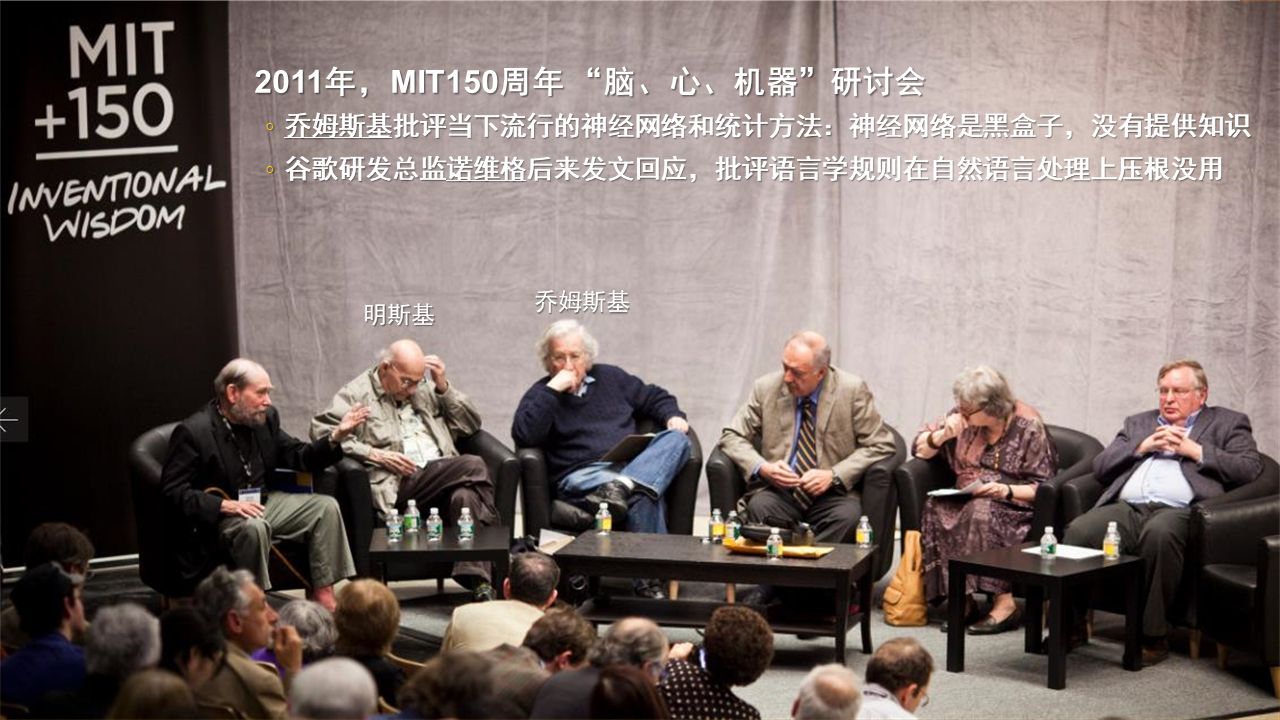 MIT
+150
INVENTIONAL
WISDOM
2011年，MIT150周年“脑、心、机器”研讨会
乔姆斯基批评当下流行的神经网络和统计方法：神经网络是黑盒子，没有提供知识
谷歌研发总监诺维格后来发文回应，批评语言学规则在自然语言处理上压根没用
明斯基
乔姆斯基